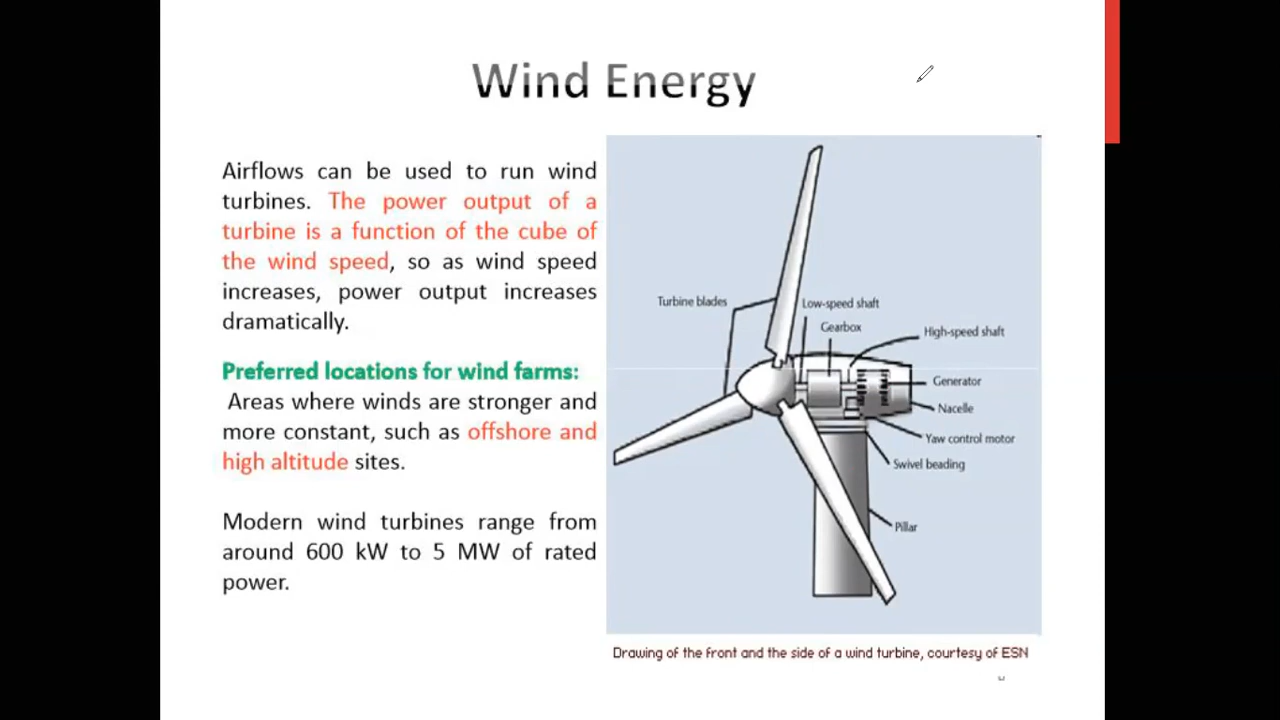 Wind Energy
Airflows can be used to run wind
turbines. The power output of a
turbine is a function of the cube of
the wind speed, so as wind speed
increases, power output increases
dramatically.
Preferred locations for wind farms:
Areas where winds are stronger and
more constant, such as offshore and
high altitude sites.
Modern wind turbines range from
around 600 kW to 5 MW of rated
power.
Turbine blades
Low-speed shaft
Gearbox
High-speed shaft
Generator
Nacelle
Yaw control motor
Swivel beading
Pillar
Drawing of the front and the side of a wind turbine, courtesy of ESN